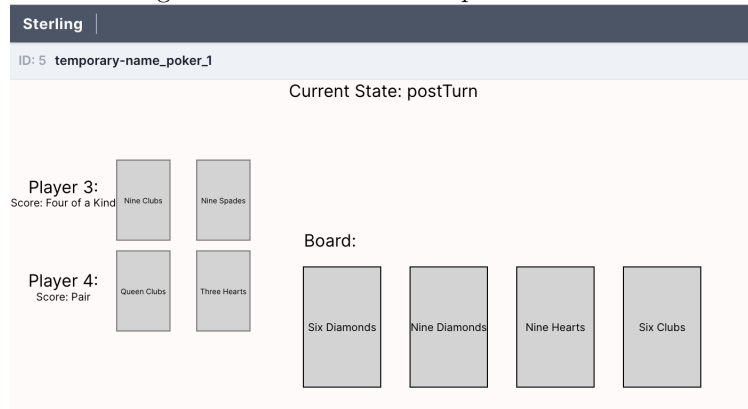 Sterling
ID: 5 temporary-name_poker_1
Current State: postTurn
Player 3:
Score: Four of a Kind
Nine Clubs
Nine Spades
Player 4:
Score: Pair
Queen Clubs
Three Hearts
Board:
Six Diamonds
Nine Diamonds
Nine Hearts
Six Clubs